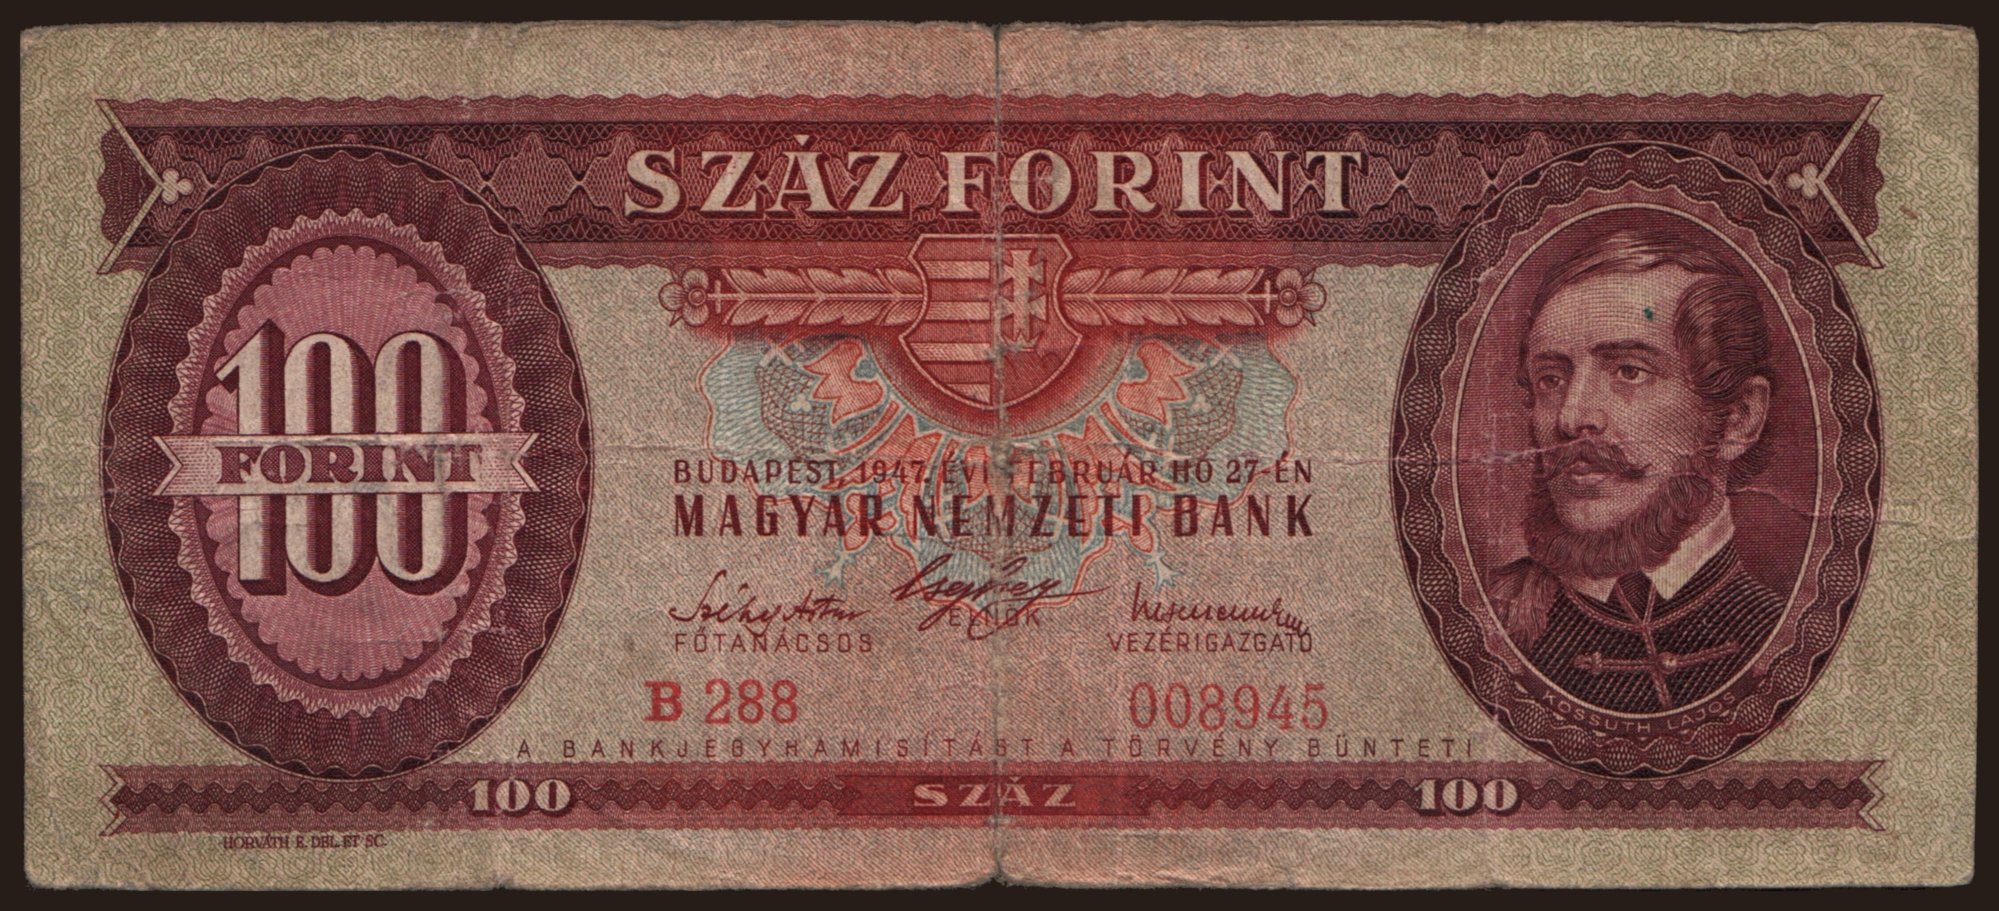 SZÁZ FORINT
100
FORINT
BUDAPEST, 1947. ÉVI FEBRUÁR HÓ 27-ÉN
MAGYAR NEMZETI BANK
FŐTANÁCSOS
ELNÖK
VEZÉRIGAZGATÓ
KOSSUTH LAJOS
B 288
008945
A BANKJEGYHAMISÍTÁST A TÖRVÉNY BÜNTETI
100
SZÁZ
100
HORVÁTH E. DEL. ET SC.